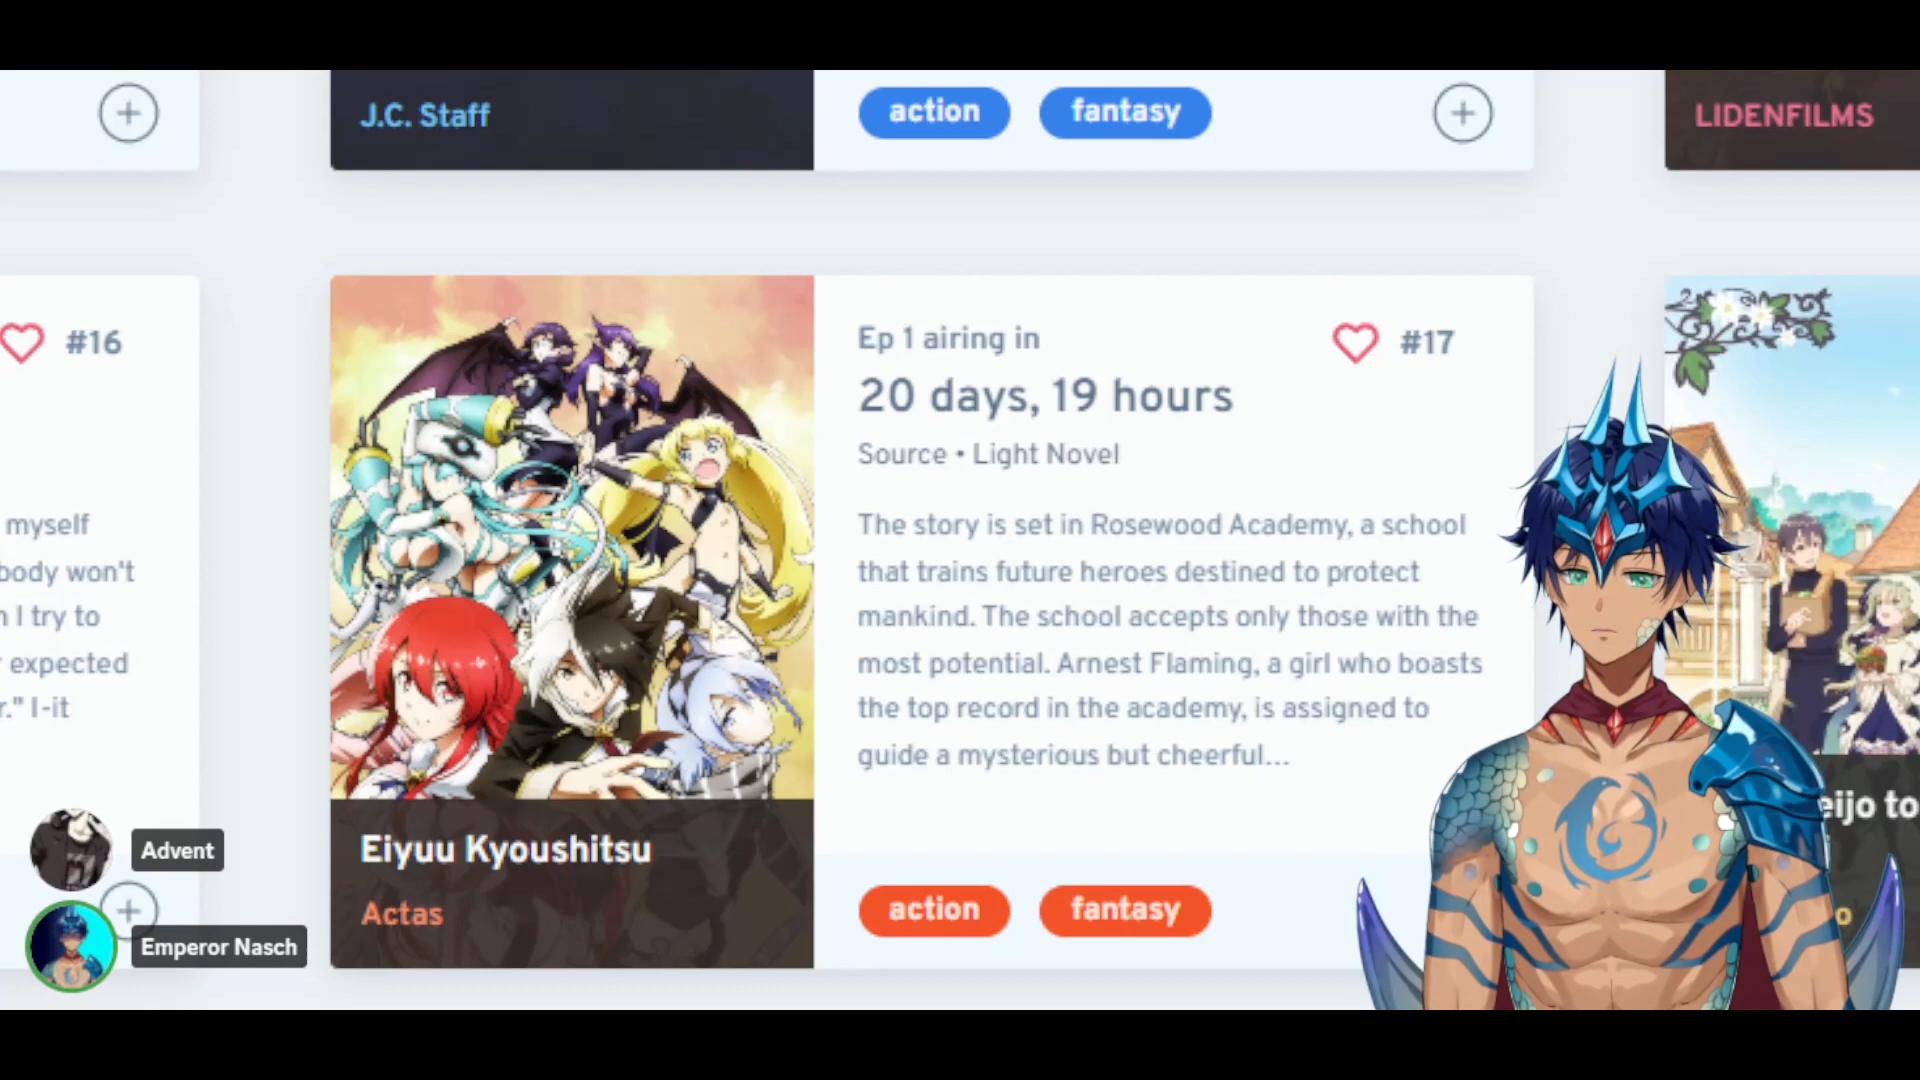 J.C. Staff
action fantasy
LIDENFILMS
#16
myself
body won't
I try to
expected
." I-it
Ep 1 airing in
#17
20 days, 19 hours
Source • Light Novel
The story is set in Rosewood Academy, a school
that trains future heroes destined to protect
mankind. The school accepts only those with the
most potential. Arnest Flaming, a girl who boasts
the top record in the academy, is assigned to
guide a mysterious but cheerful...
Eiyuu Kyoushitsu
Actas
action fantasy
eijo to
Advent
Emperor Nasch